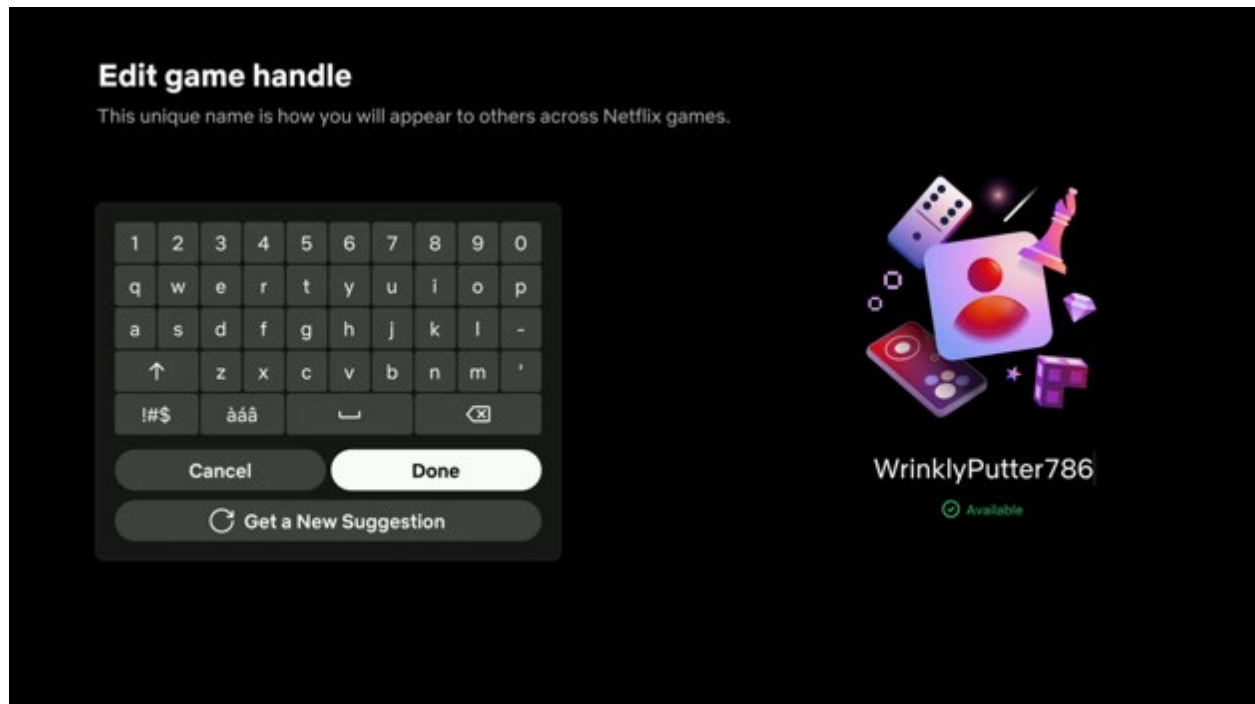 Edit game handle
This unique name is how you will appear to others across Netflix games.
1 2 3 4 5 6 7 8 9 0
q w e r t y u i o p
a s d f g h j k l -
z x c v b n m '
!#$ àáâ
Cancel Done
Get a New Suggestion
WrinklyPutter786
Available